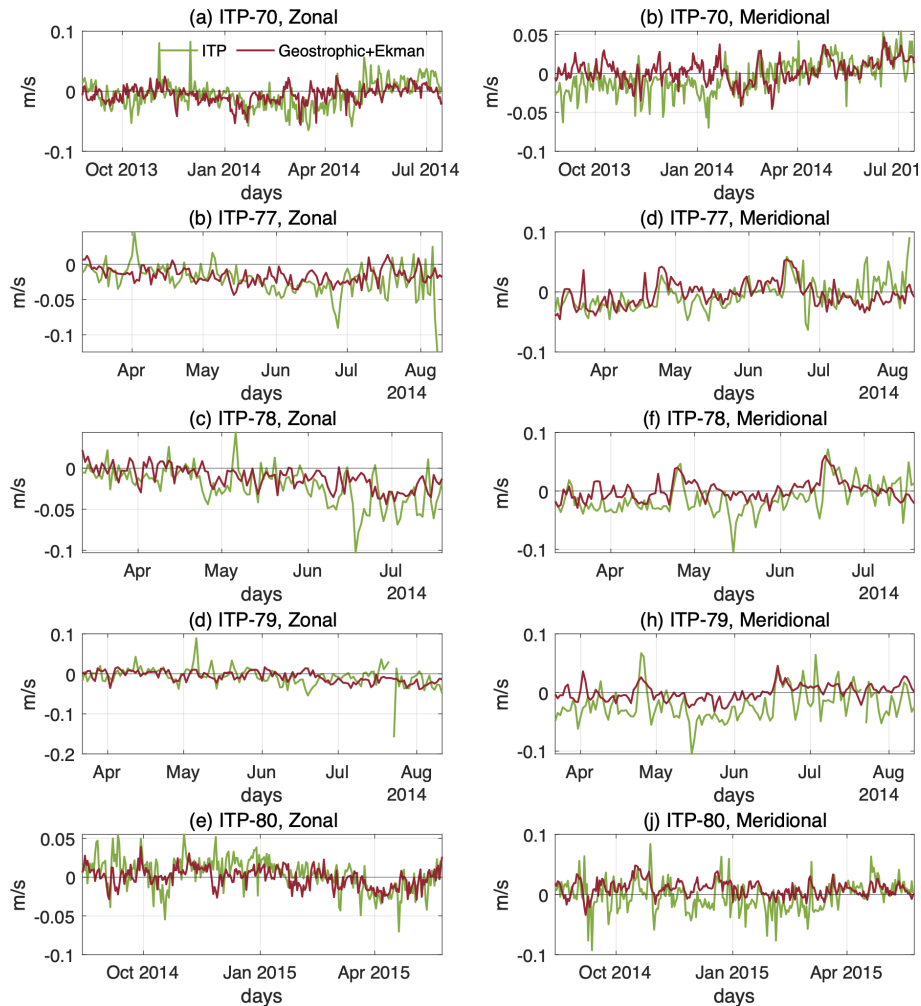 (a) ITP-70, Zonal
0.1
ITP
Geostrophic+Ekman
0
-0.1
m/s
Oct 2013 Jan 2014 Apr 2014 Jul 2014
days
(b) ITP-70, Meridional
0.05
0
-0.05
-0.1
m/s
Oct 2013 Jan 2014 Apr 2014 Jul 201
days
(b) ITP-77, Zonal
0
-0.05
-0.1
m/s
Apr May Jun Jul Aug
days
2014
(d) ITP-77, Meridional
0.1
0
-0.1
m/s
Apr May Jun Jul Aug
days
2014
(c) ITP-78, Zonal
0
-0.05
-0.1
m/s
Apr May Jun Jul
days
2014
(f) ITP-78, Meridional
0.1
0
-0.1
m/s
Apr May Jun Jul
days
2014
(d) ITP-79, Zonal
0.1
0
-0.1
-0.2
m/s
Apr May Jun Jul Aug
days
2014
(h) ITP-79, Meridional
0.1
0
-0.1
m/s
Apr May Jun Jul Aug
days
2014
(e) ITP-80, Zonal
0.05
0
-0.05
-0.1
m/s
Oct 2014 Jan 2015 Apr 2015
days
(j) ITP-80, Meridional
0.1
0
-0.1
m/s
Oct 2014 Jan 2015 Apr 2015
days